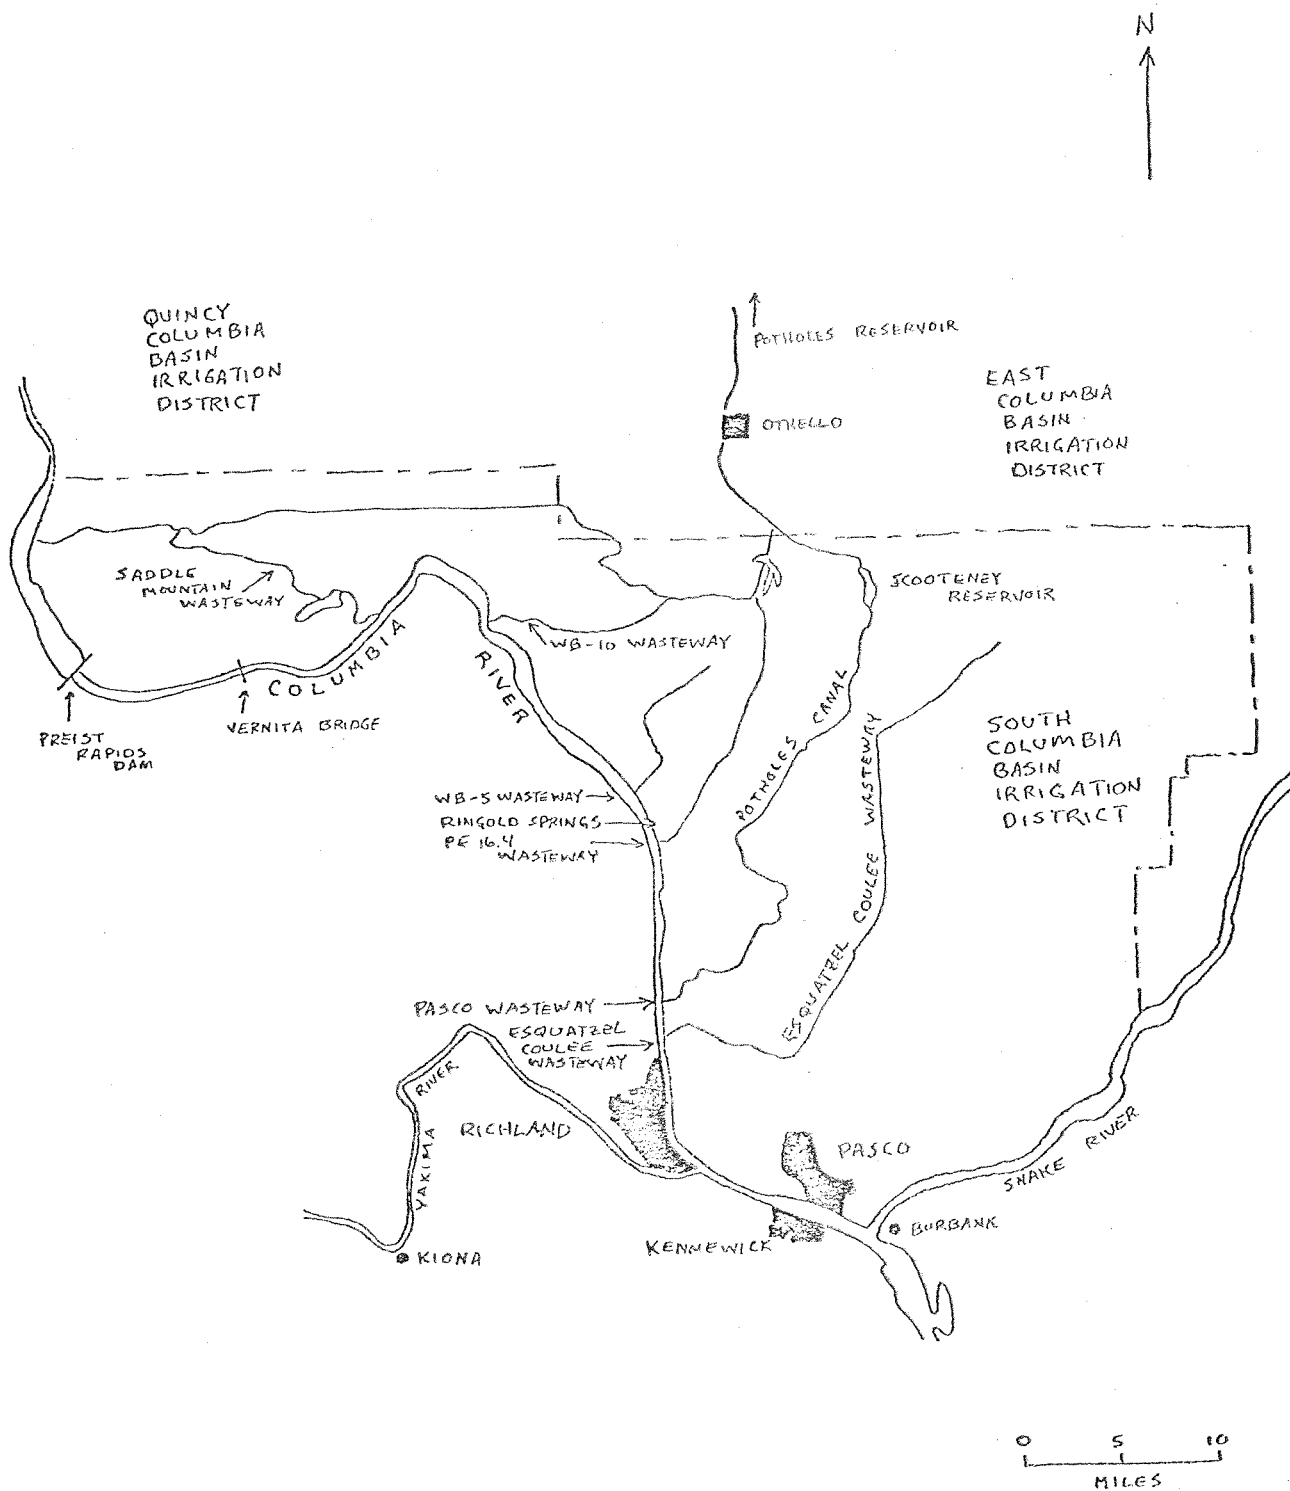 N
QUINCY
COLUMBIA
BASIN
IRRIGATION
DISTRICT
POTHOLES RESERVOIR
EAST
COLUMBIA
BASIN
IRRIGATION
DISTRICT
OTHELLO
SADDLE
MOUNTAIN
WASTEWAY
SCOOTENEY
RESERVOIR
WB-10 WASTEWAY
COLUMBIA
RIVER
VERNITA BRIDGE
PREIST
RAPIDS
DAM
POTHOLES CANAL
ESQUATZEL COULEE WASTEWAY
SOUTH
COLUMBIA
BASIN
IRRIGATION
DISTRICT
WB-5 WASTEWAY
RINGOLD SPRINGS
PE 16.4
WASTEWAY
PASCO WASTEWAY
ESQUATZEL
COULEE
WASTEWAY
YAKIMA
RIVER
RICHLAND
PASCO
SNAKE RIVER
KENNEWICK
BURBANK
KIONA
0 5 10
MILES